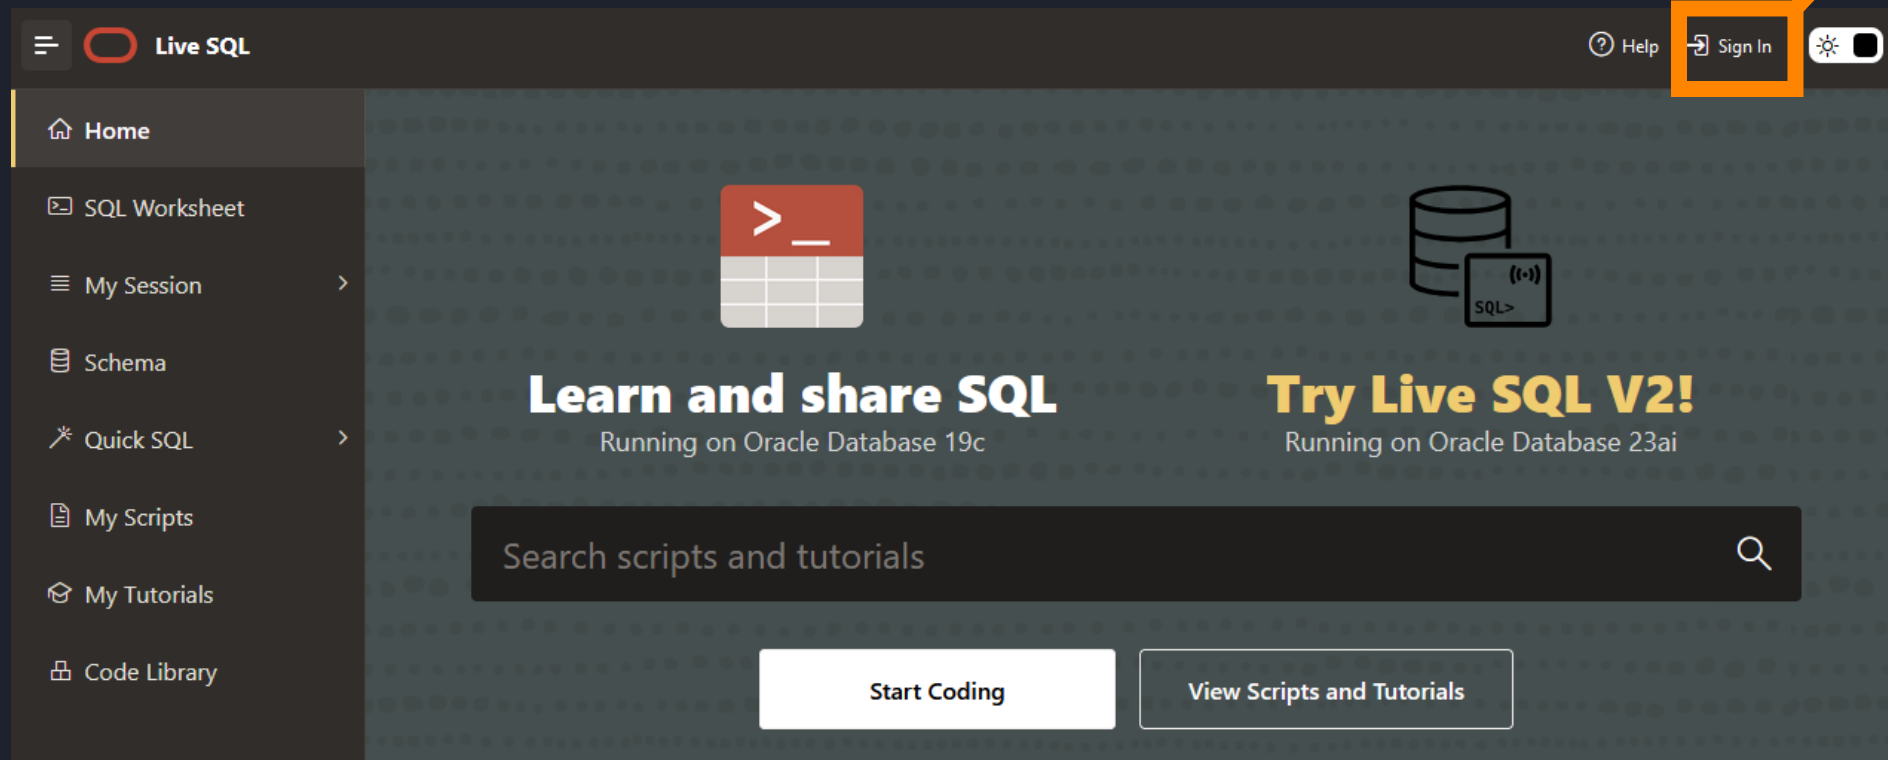 Live SQL
Help
Sign In
Home
SQL Worksheet
My Session
Schema
Quick SQL
My Scripts
My Tutorials
Code Library
>_
Learn and share SQL
Running on Oracle Database 19c
SQL>
Try Live SQL V2!
Running on Oracle Database 23ai
Search scripts and tutorials
Start Coding
View Scripts and Tutorials